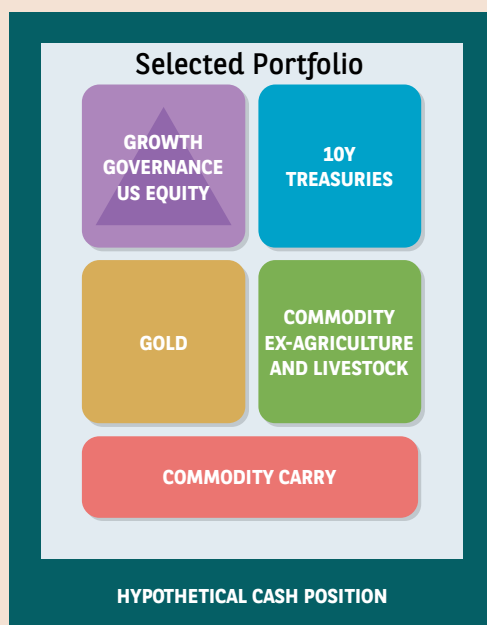 Selected Portfolio
GROWTH
GOVERNANCE
US EQUITY
10Y
TREASURIES
GOLD
COMMODITY
EX-AGRICULTURE
AND LIVESTOCK
COMMODITY CARRY
HYPOTHETICAL CASH POSITION